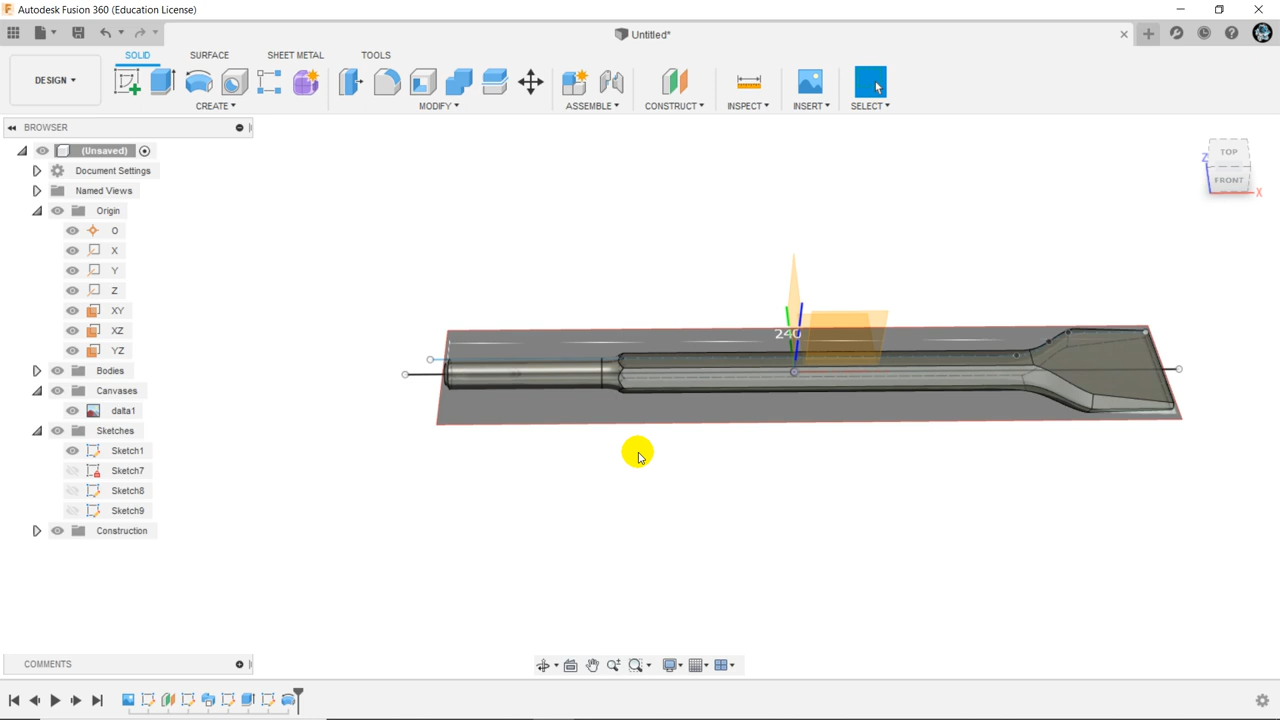 Autodesk Fusion 360 (Education License)
Untitled*
DESIGN
SOLID SURFACE SHEET METAL TOOLS
CREATE MODIFY ASSEMBLE CONSTRUCT INSPECT INSERT SELECT
BROWSER
(Unsaved)
Document Settings
Named Views
Origin
O
X
Y
Z
XY
XZ
YZ
Bodies
Canvases
dalta1
Sketches
Sketch1
Sketch7
Sketch8
Sketch9
Construction
TOP
FRONT
Z
X
240
COMMENTS